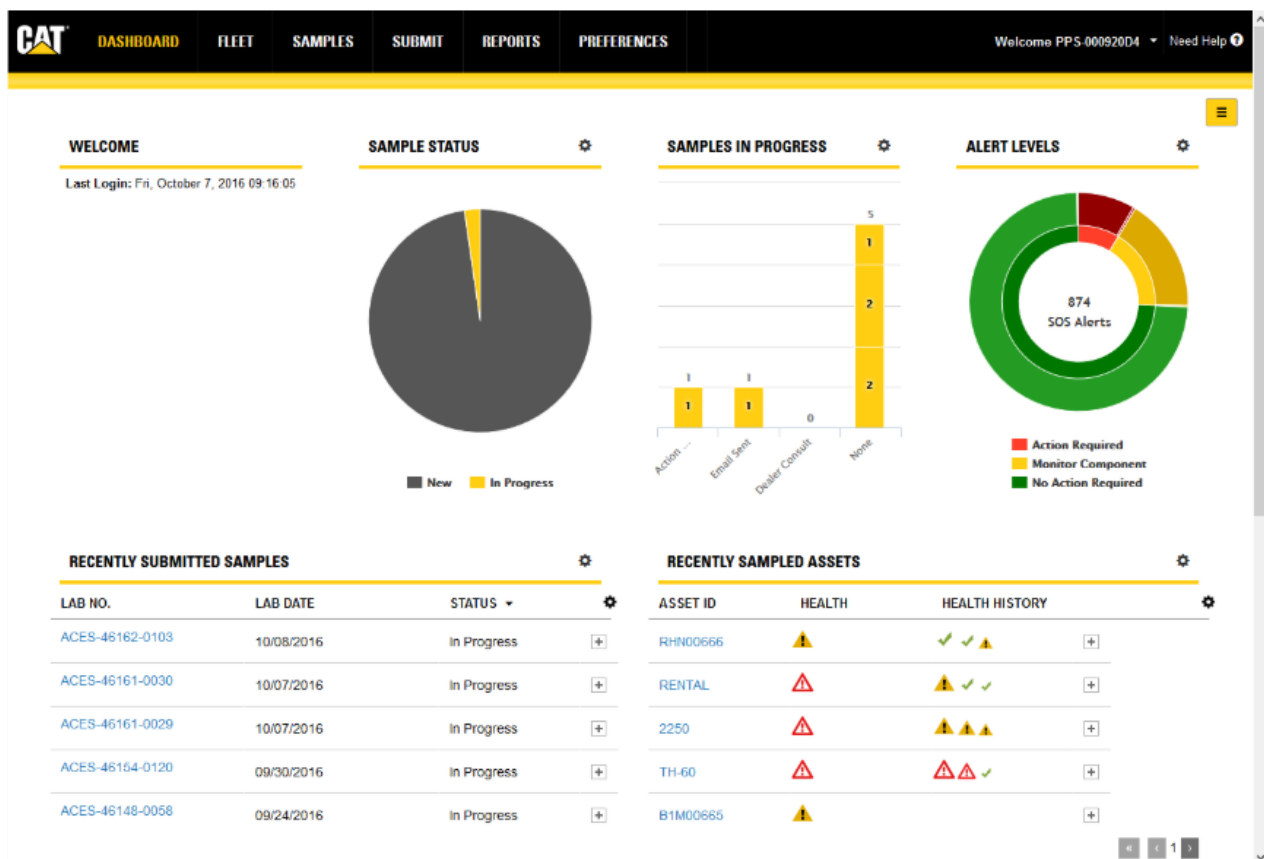 CAT DASHBOARD FLEET SAMPLES SUBMIT REPORTS PREFERENCES Welcome PPS-000920D4 Need Help ?
WELCOME
Last Login: Fri, October 7, 2016 09:16:05
SAMPLE STATUS
New In Progress
SAMPLES IN PROGRESS
5
1
2
2
1
1
1
1
0
Action ...
Email Sent
Dealer Consult
None
ALERT LEVELS
874
SOS Alerts
Action Required
Monitor Component
No Action Required
RECENTLY SUBMITTED SAMPLES
LAB NO. LAB DATE STATUS
ACES-46162-0103 10/08/2016 In Progress
ACES-46161-0030 10/07/2016 In Progress
ACES-46161-0029 10/07/2016 In Progress
ACES-46154-0120 09/30/2016 In Progress
ACES-46148-0058 09/24/2016 In Progress
RECENTLY SAMPLED ASSETS
ASSET ID HEALTH HEALTH HISTORY
RHN00666
RENTAL
2250
TH-60
B1M00665
« ‹ 1 ›